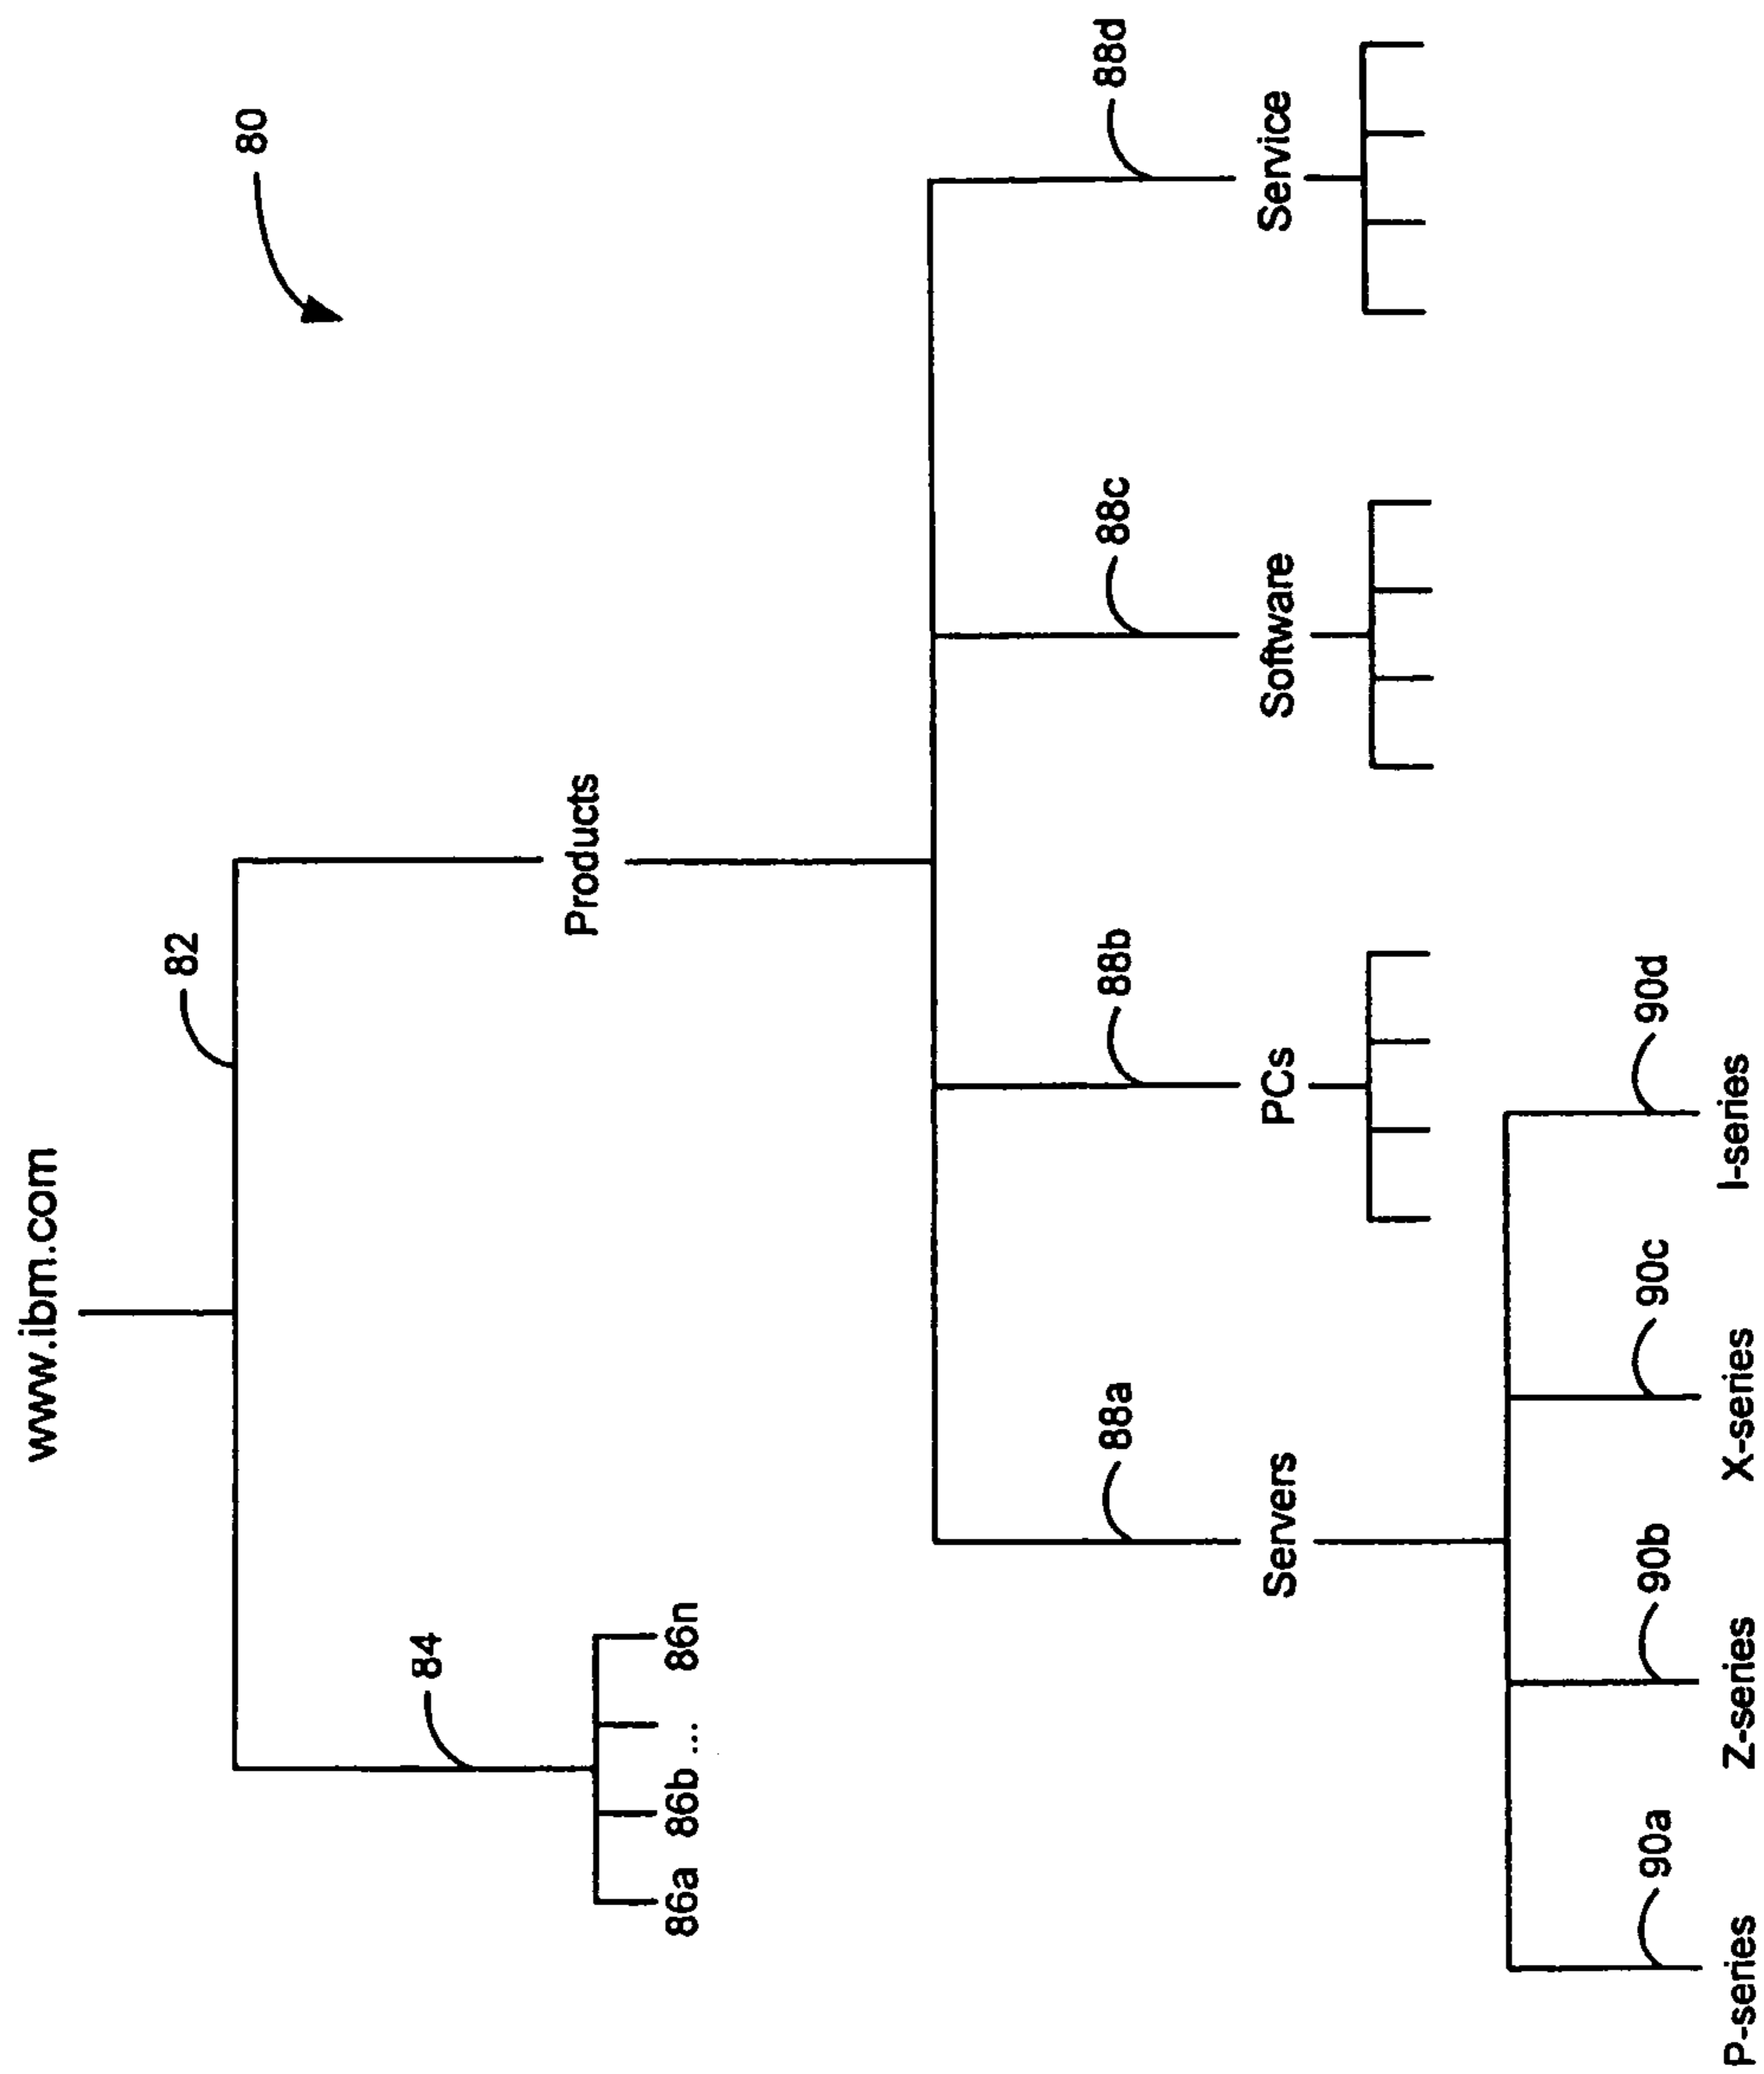 www.ibm.com
80
82
84
86a 86b ... 86n
Products
88a
88b
88c
88d
Servers
PCs
Software
Service
90a
90b
90c
90d
P-series
Z-series
X-series
I-series